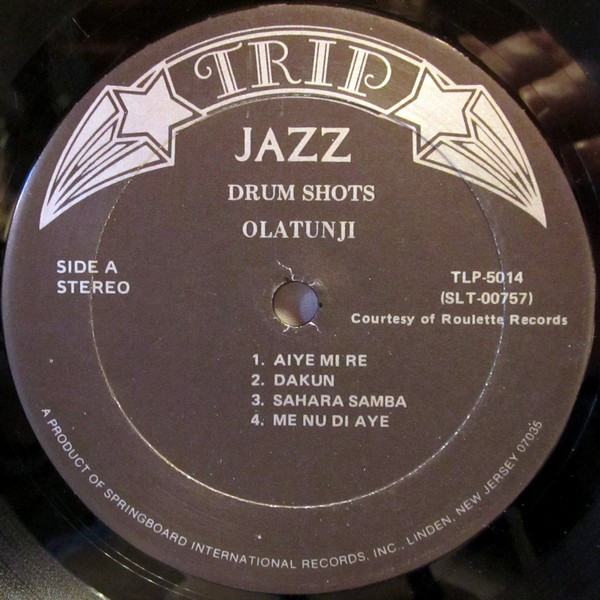 TRIP
JAZZ
DRUM SHOTS
OLATUNJI
SIDE A
STEREO
TLP-5014
(SLT-00757)
Courtesy of Roulette Records
1. AIYE MI RE
2. DAKUN
3. SAHARA SAMBA
4. ME NU DI AYE
A PRODUCT OF SPRINGBOARD INTERNATIONAL RECORDS, INC., LINDEN, NEW JERSEY 07035